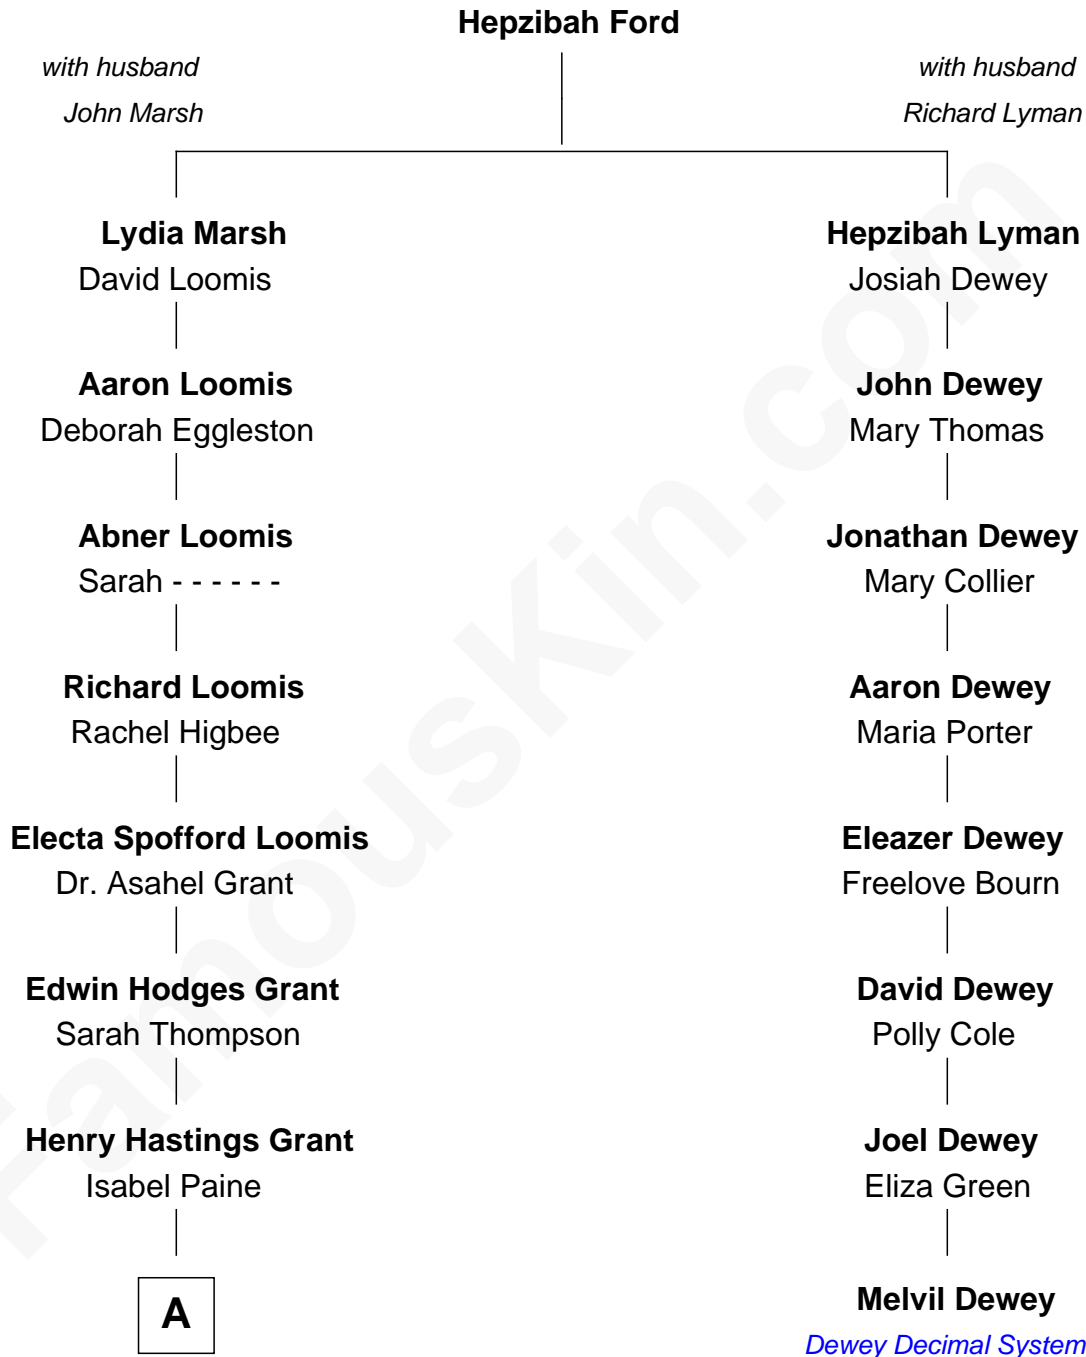 Hepzibah Ford
with husband
John Marsh
with husband
Richard Lyman
Lydia Marsh
David Loomis
Hepzibah Lyman
Josiah Dewey
Aaron Loomis
Deborah Eggleston
John Dewey
Mary Thomas
Abner Loomis
Sarah - - - - - -
Jonathan Dewey
Mary Collier
Richard Loomis
Rachel Higbee
Aaron Dewey
Maria Porter
Electa Spofford Loomis
Dr. Asahel Grant
Eleazer Dewey
Freelove Bourn
Edwin Hodges Grant
Sarah Thompson
David Dewey
Polly Cole
Henry Hastings Grant
Isabel Paine
Joel Dewey
Eliza Green
A
Melvil Dewey
Dewey Decimal System
FamousKin.com